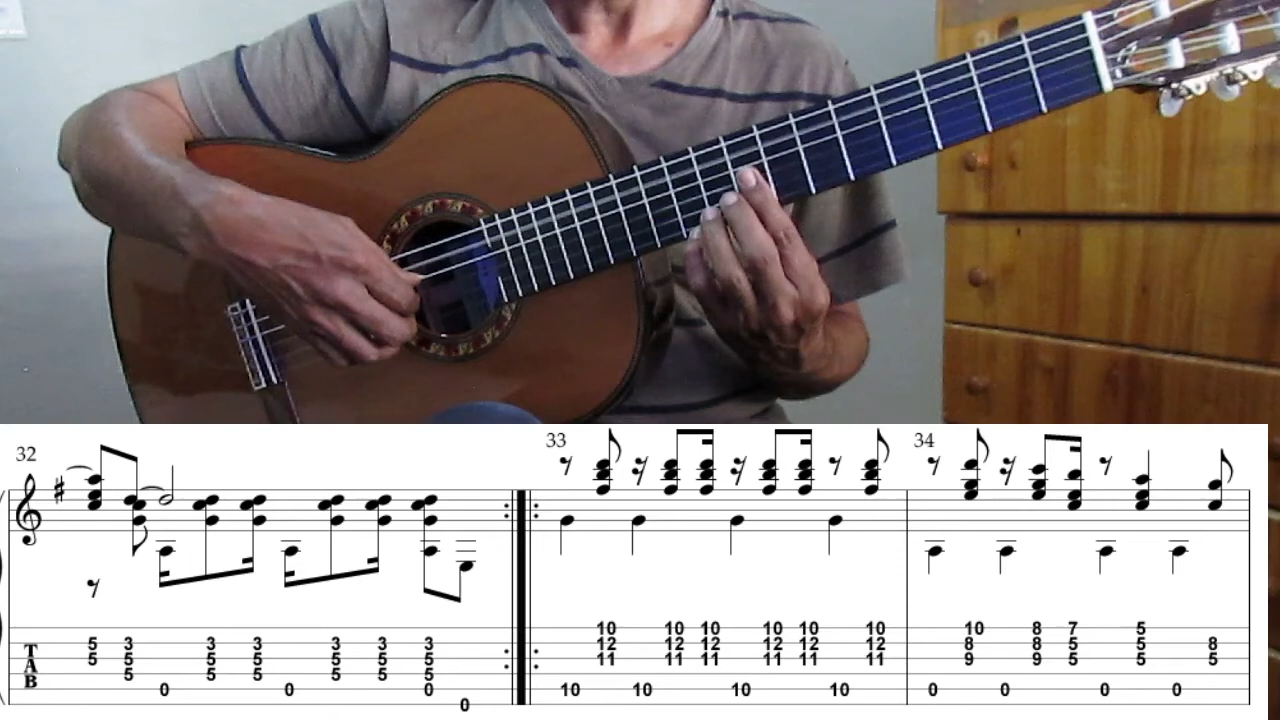 32 33 34
5 3 3 3 3 3 3 10 10 10 10 10 10 10 8 7 5
T 5 5 5 5 5 5 5 12 12 12 12 12 12 8 8 5 5 8
A 5 5 5 5 5 5 11 11 11 11 11 11 9 9 5 5 5
B 0 0 0 10 10 10 10 0 0 0 0
0